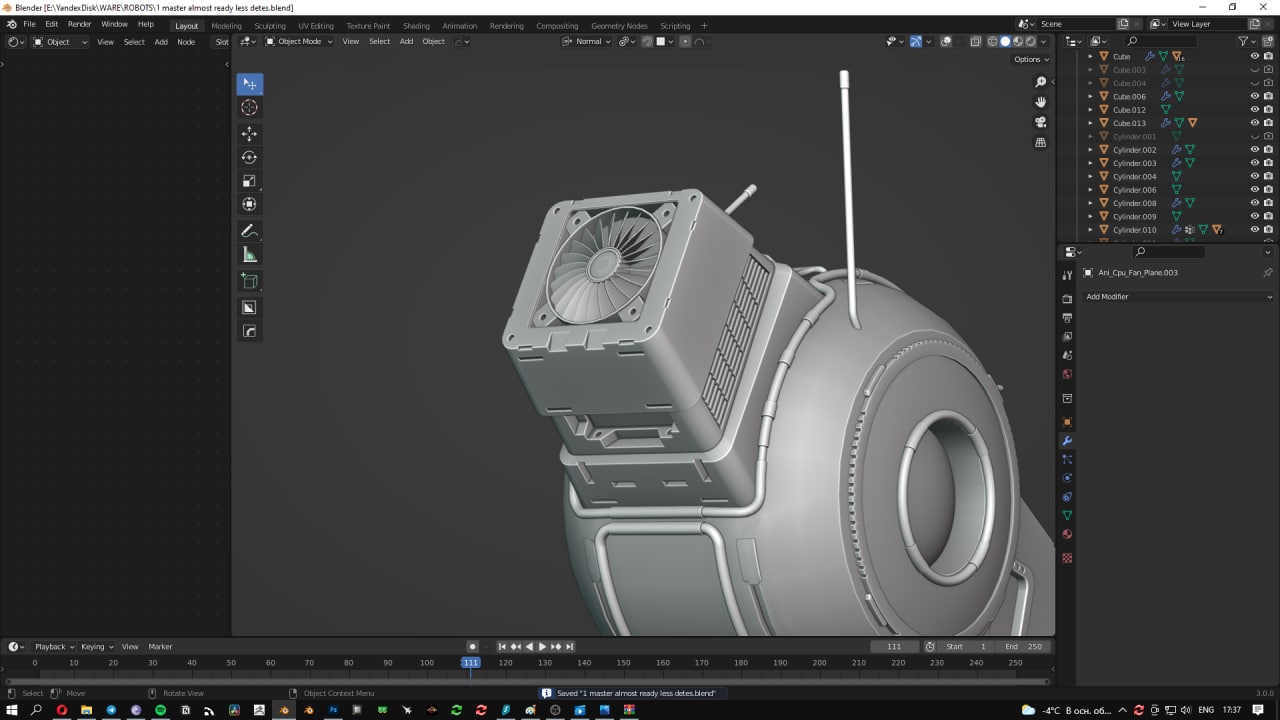 Blender [E:\YandexDisk\WARE\ROBOTS\1 master almost ready less detes.blend]
File Edit Render Window Help Layout Modeling Sculpting UV Editing Texture Paint Shading Animation Rendering Compositing Geometry Nodes Scripting + Scene View Layer
Object View Select Add Node Slot Object Mode View Select Add Object Normal
Options
Cube 16
Cube.003
Cube.004
Cube.006
Cube.012
Cube.013
Cylinder.001
Cylinder.002
Cylinder.003
Cylinder.004
Cylinder.006
Cylinder.008
Cylinder.009
Cylinder.010
Ani_Cpu_Fan_Plane.003
Add Modifier
Playback Keying View Marker 111 Start 1 End 250
0 10 20 30 40 50 60 70 80 90 100 111 120 130 140 150 160 170 180 190 200 210 220 230 240 250
Select Move Rotate View Object Context Menu Saved "1 master almost ready less detes.blend" 3.0.0
-4°C В осн. об... ENG 17:37